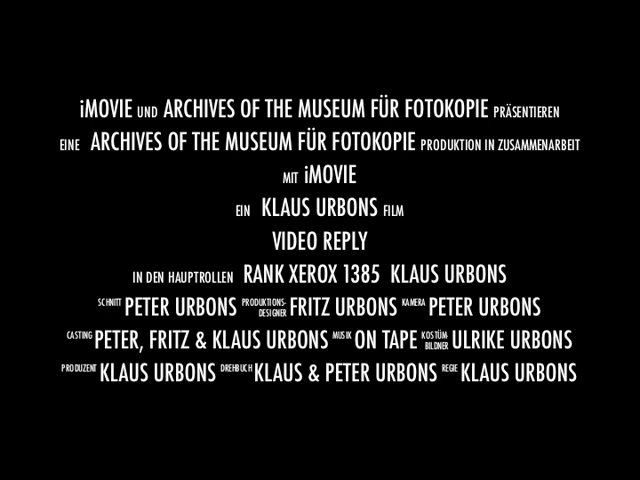 iMOVIE UND ARCHIVES OF THE MUSEUM FÜR FOTOKOPIE PRÄSENTIEREN
EINE ARCHIVES OF THE MUSEUM FÜR FOTOKOPIE PRODUKTION IN ZUSAMMENARBEIT
MIT iMOVIE
EIN KLAUS URBONS FILM
VIDEO REPLY
IN DEN HAUPTROLLEN RANK XEROX 1385 KLAUS URBONS
SCHNITT PETER URBONS PRODUKTIONS-DESIGNER FRITZ URBONS KAMERA PETER URBONS
CASTING PETER, FRITZ & KLAUS URBONS MUSIK ON TAPE KOSTÜM-BILDNER ULRIKE URBONS
PRODUZENT KLAUS URBONS DREHBUCH KLAUS & PETER URBONS REGIE KLAUS URBONS